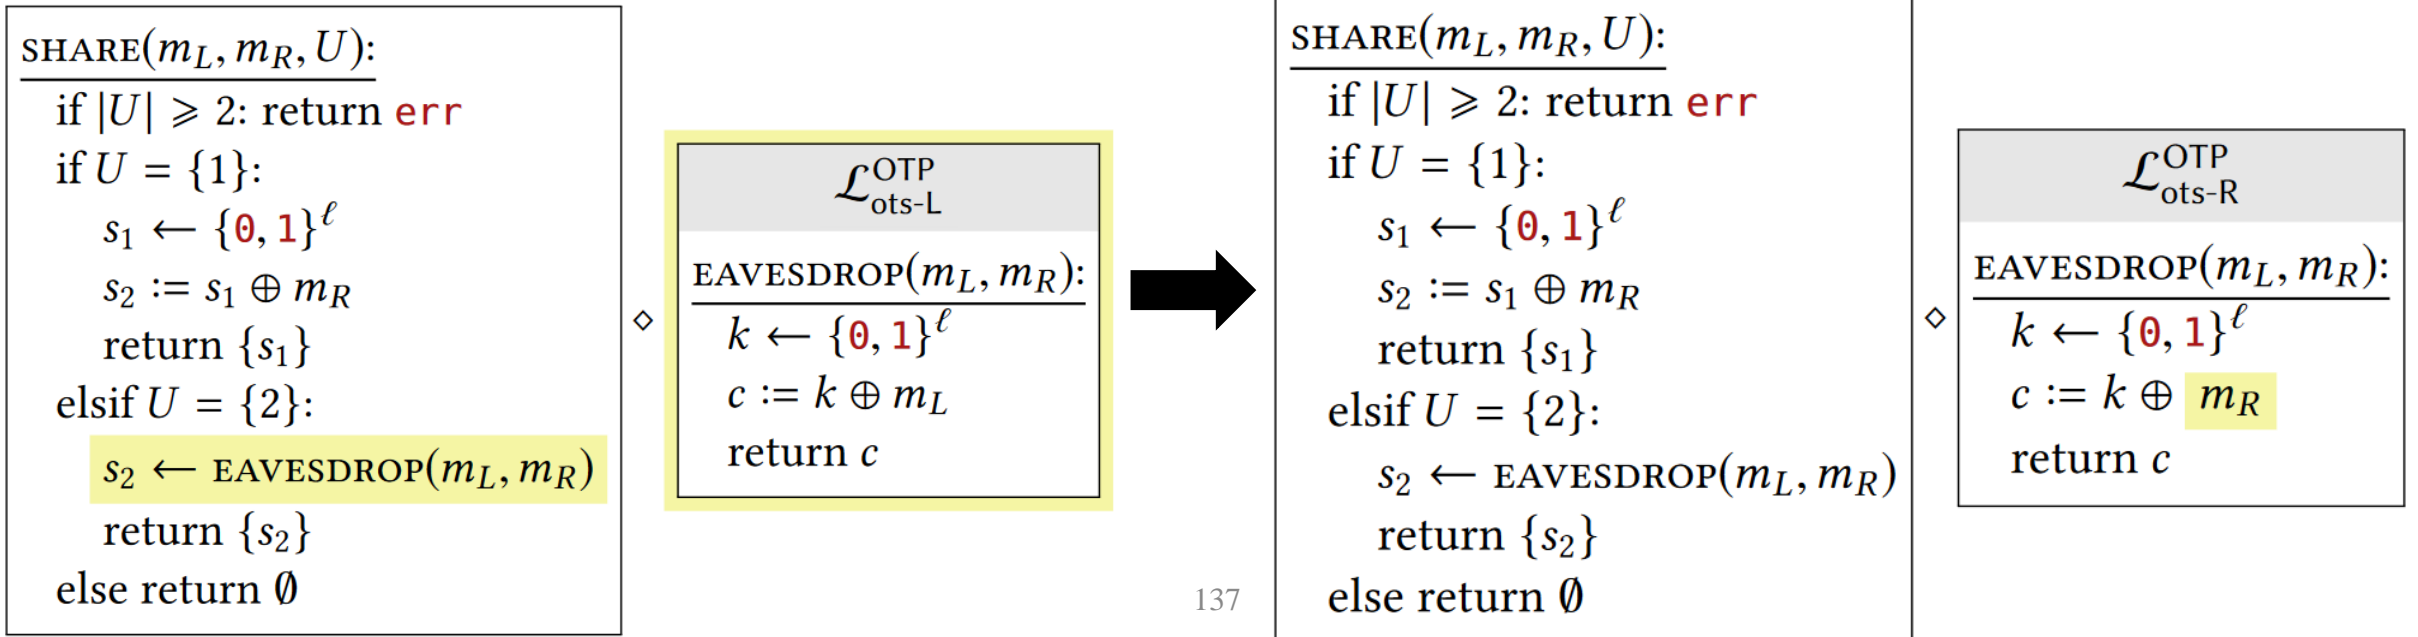 SHARE(m_L, m_R, U):
if |U| ⩾ 2: return err
if U = {1}:
s_1 ← {0, 1}^ℓ
s_2 := s_1 ⊕ m_R
return {s_1}
elsif U = {2}:
s_2 ← EAVESDROP(m_L, m_R)
return {s_2}
else return ∅
⋄
𝓛^OTP_ots-L
EAVESDROP(m_L, m_R):
k ← {0, 1}^ℓ
c := k ⊕ m_L
return c
137
SHARE(m_L, m_R, U):
if |U| ⩾ 2: return err
if U = {1}:
s_1 ← {0, 1}^ℓ
s_2 := s_1 ⊕ m_R
return {s_1}
elsif U = {2}:
s_2 ← EAVESDROP(m_L, m_R)
return {s_2}
else return ∅
⋄
𝓛^OTP_ots-R
EAVESDROP(m_L, m_R):
k ← {0, 1}^ℓ
c := k ⊕ m_R
return c